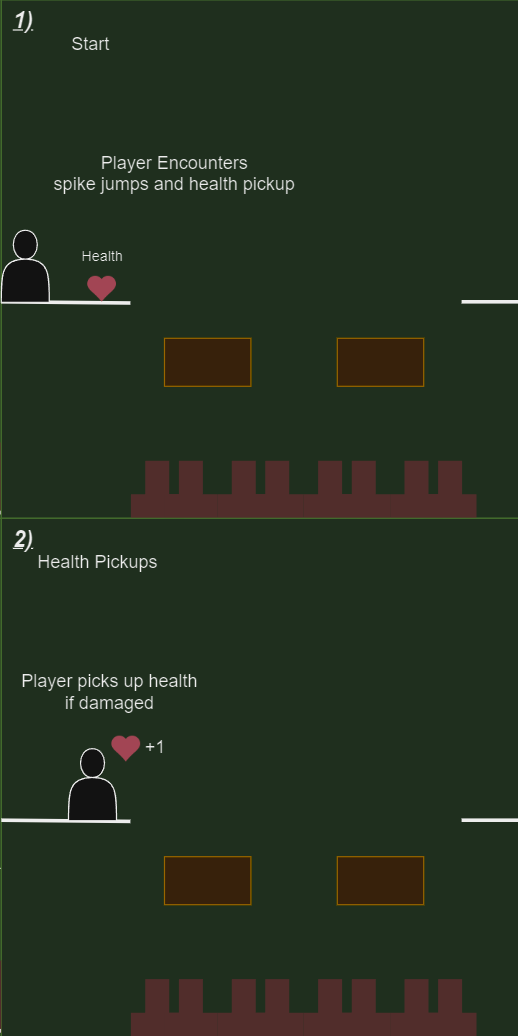 1)
Start
Player Encounters
spike jumps and health pickup
Health
2)
Health Pickups
Player picks up health
if damaged
+1